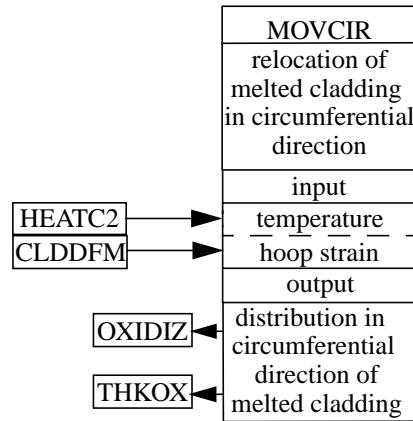 MOVCIR
relocation of
melted cladding
in circumferential
direction
input
HEATC2
temperature
CLDDFM
hoop strain
output
OXIDIZ
distribution in
circumferential
direction of
THKOX
melted cladding